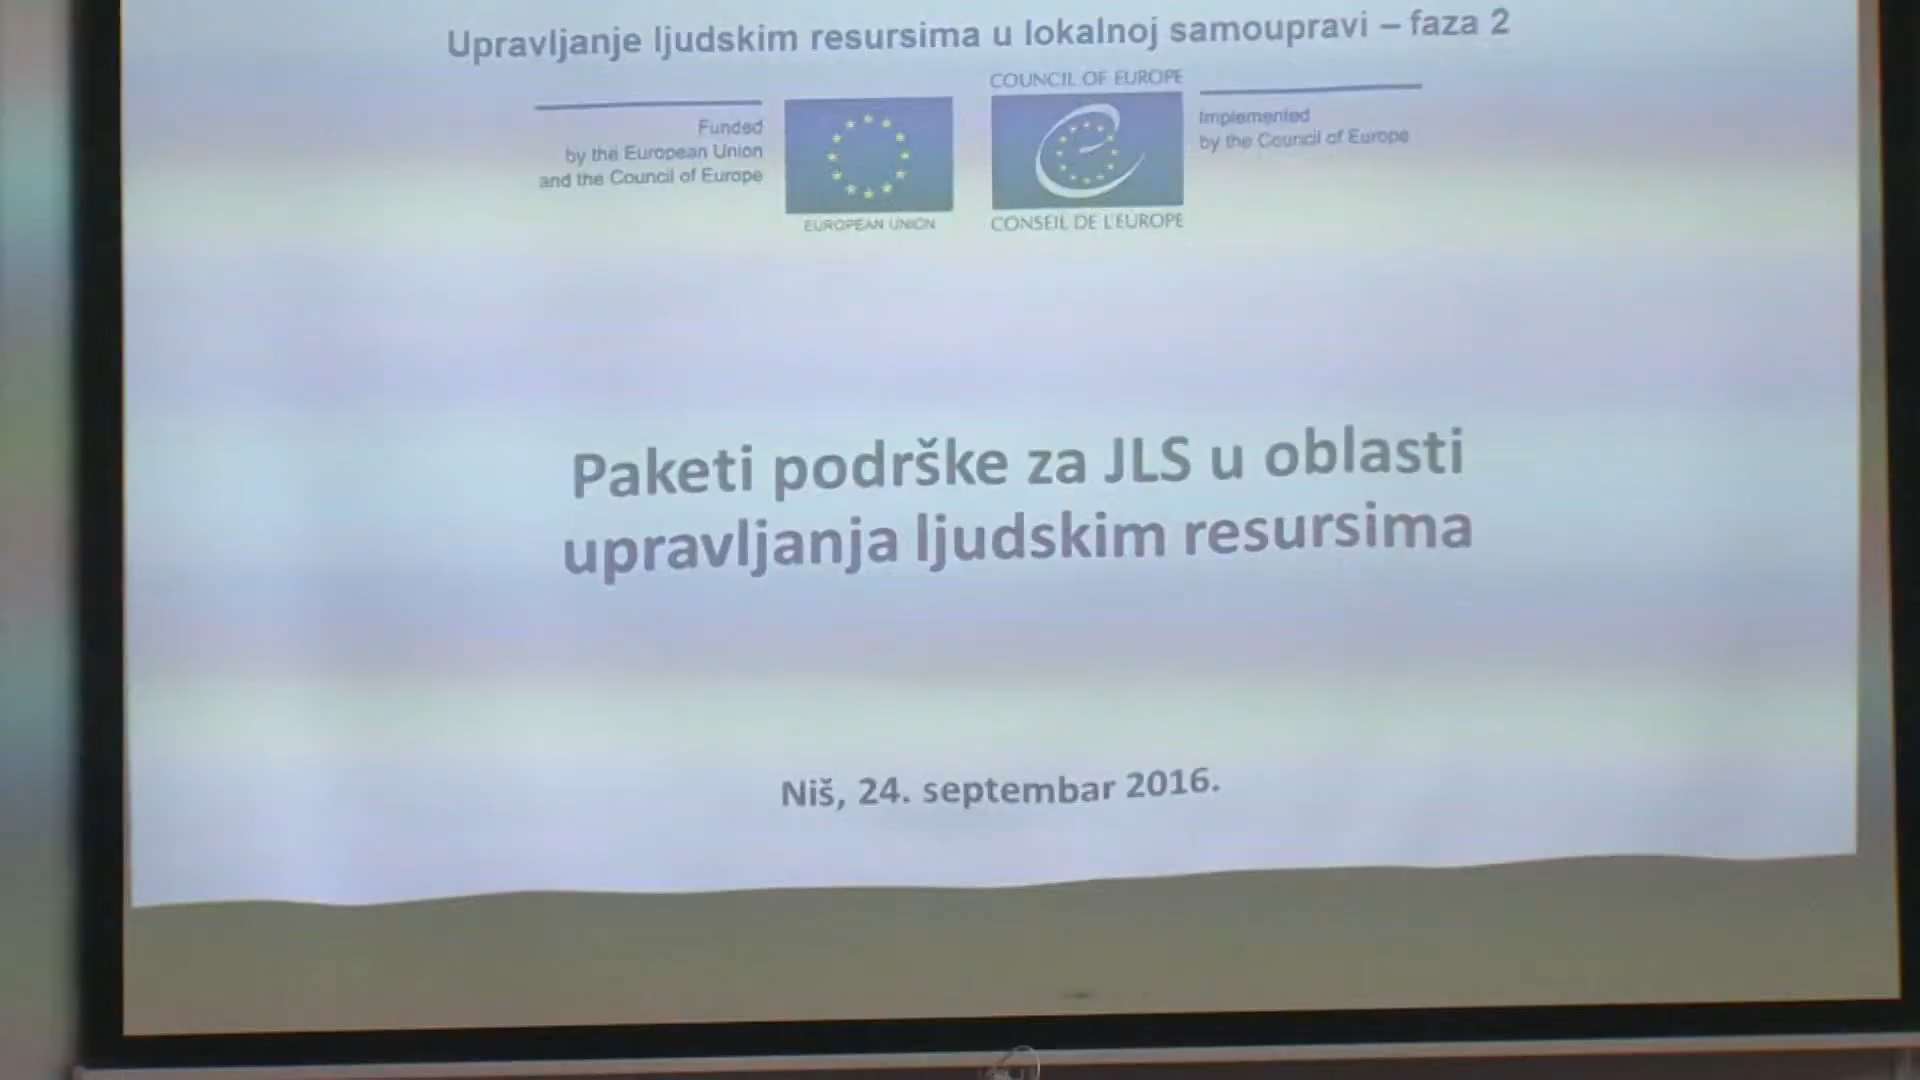 Upravljanje ljudskim resursima u lokalnoj samoupravi – faza 2
Funded
by the European Union
and the Council of Europe
EUROPEAN UNION
COUNCIL OF EUROPE
CONSEIL DE L'EUROPE
Implemented
by the Council of Europe
Paketi podrške za JLS u oblasti
upravljanja ljudskim resursima
Niš, 24. septembar 2016.